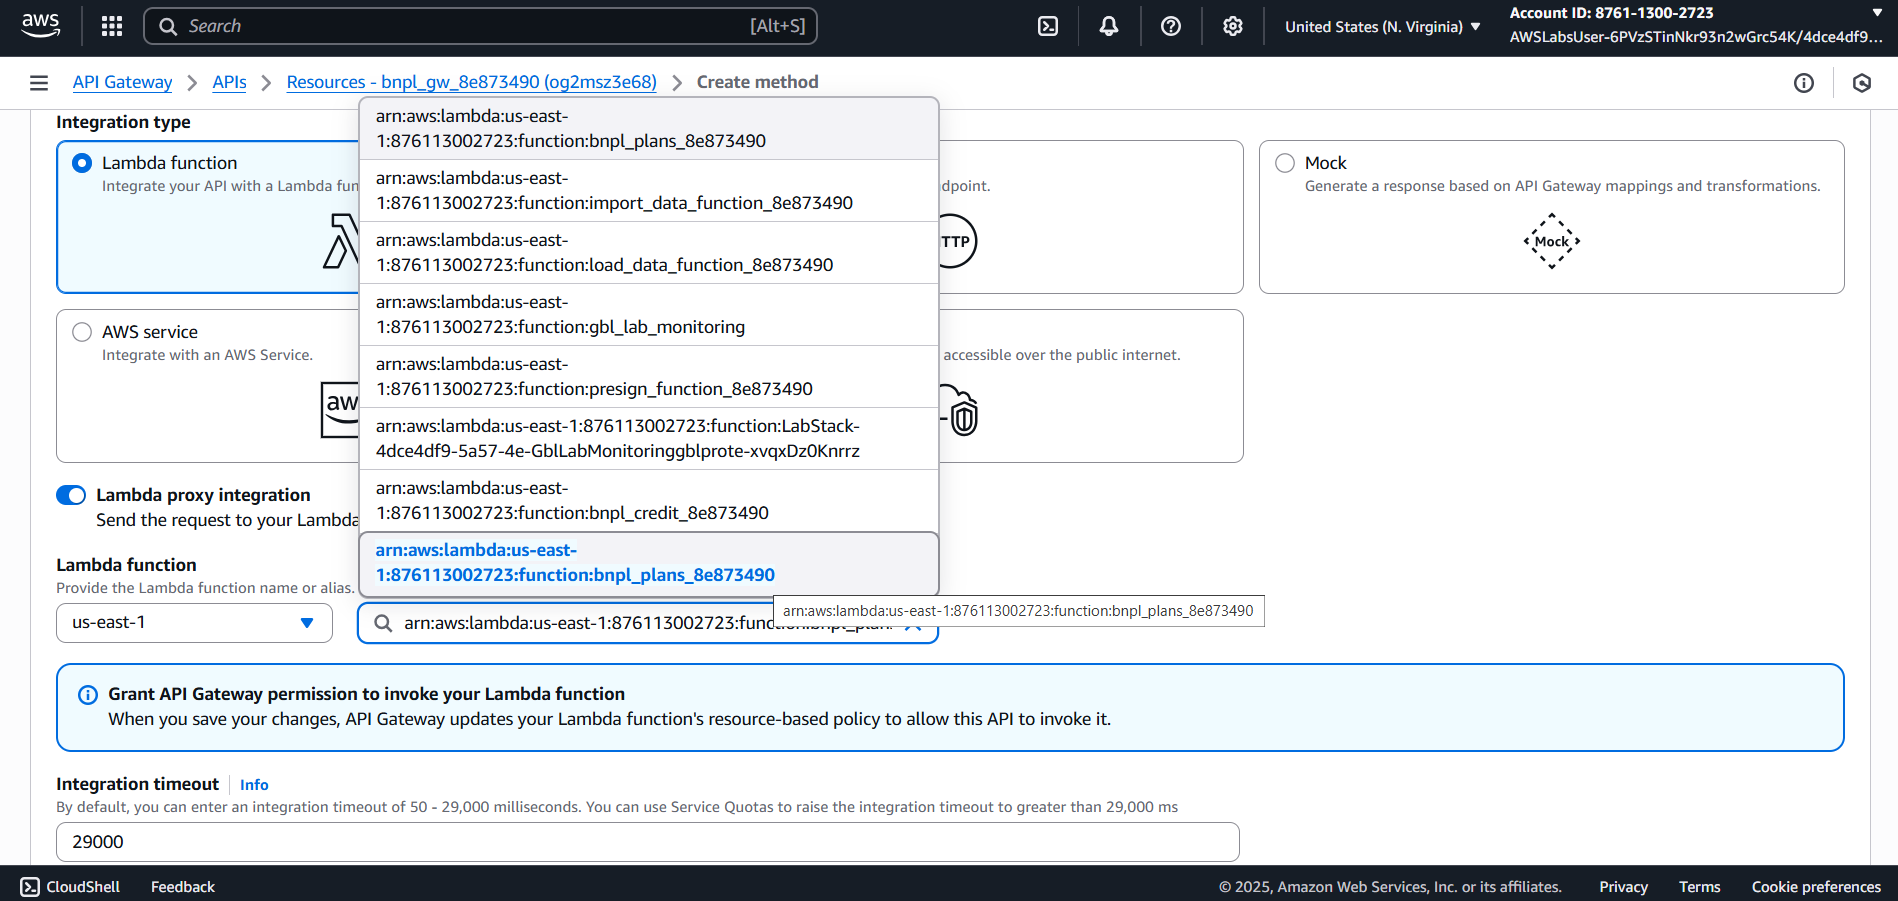 aws
Search
[Alt+S]
United States (N. Virginia)
Account ID: 8761-1300-2723
AWSLabsUser-6PVzSTinNkr93n2wGrc54K/4dce4df9...
API Gateway
APIs
Resources - bnpl_gw_8e873490 (og2msz3e68)
Create method
Integration type
Lambda function
Integrate your API with a Lambda fun
arn:aws:lambda:us-east-
1:876113002723:function:bnpl_plans_8e873490
arn:aws:lambda:us-east-
1:876113002723:function:import_data_function_8e873490
arn:aws:lambda:us-east-
1:876113002723:function:load_data_function_8e873490
arn:aws:lambda:us-east-
1:876113002723:function:gbl_lab_monitoring
arn:aws:lambda:us-east-
1:876113002723:function:presign_function_8e873490
arn:aws:lambda:us-east-1:876113002723:function:LabStack-
4dce4df9-5a57-4e-GblLabMonitoringgblprote-xvqxDz0Knrrz
arn:aws:lambda:us-east-
1:876113002723:function:bnpl_credit_8e873490
arn:aws:lambda:us-east-
1:876113002723:function:bnpl_plans_8e873490
dpoint.
TTP
Mock
Generate a response based on API Gateway mappings and transformations.
Mock
AWS service
Integrate with an AWS Service.
aw
accessible over the public internet.
Lambda proxy integration
Send the request to your Lambda
Lambda function
Provide the Lambda function name or alias.
us-east-1
arn:aws:lambda:us-east-1:876113002723:function:bnpl_plan
arn:aws:lambda:us-east-1:876113002723:function:bnpl_plans_8e873490
Grant API Gateway permission to invoke your Lambda function
When you save your changes, API Gateway updates your Lambda function's resource-based policy to allow this API to invoke it.
Integration timeout
Info
By default, you can enter an integration timeout of 50 - 29,000 milliseconds. You can use Service Quotas to raise the integration timeout to greater than 29,000 ms
29000
CloudShell
Feedback
© 2025, Amazon Web Services, Inc. or its affiliates.
Privacy
Terms
Cookie preferences